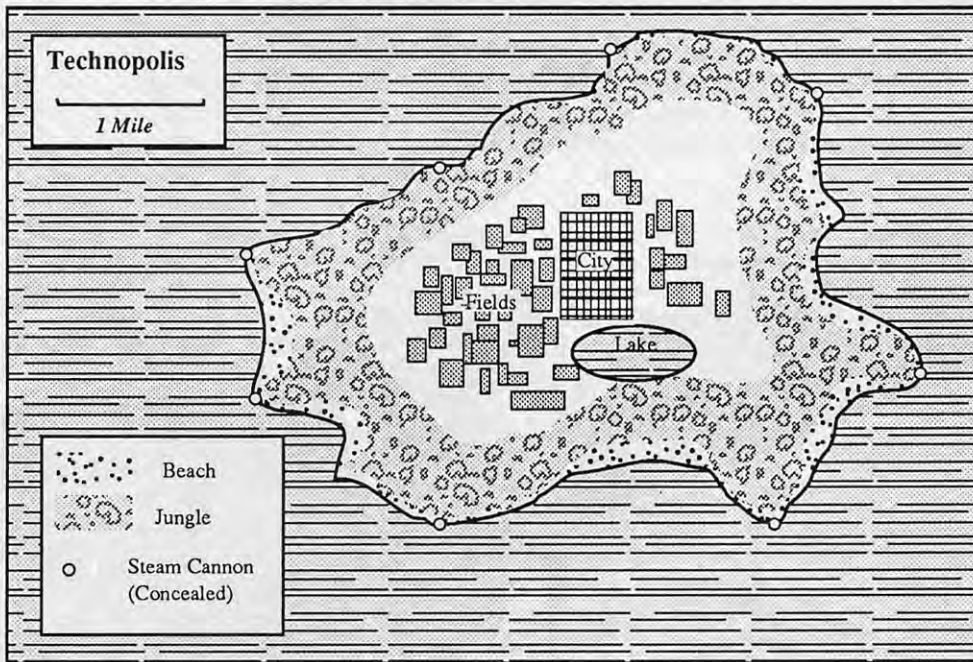 Technopolis
1 Mile
City
Fields
Lake
Beach
Jungle
Steam Cannon
(Concealed)